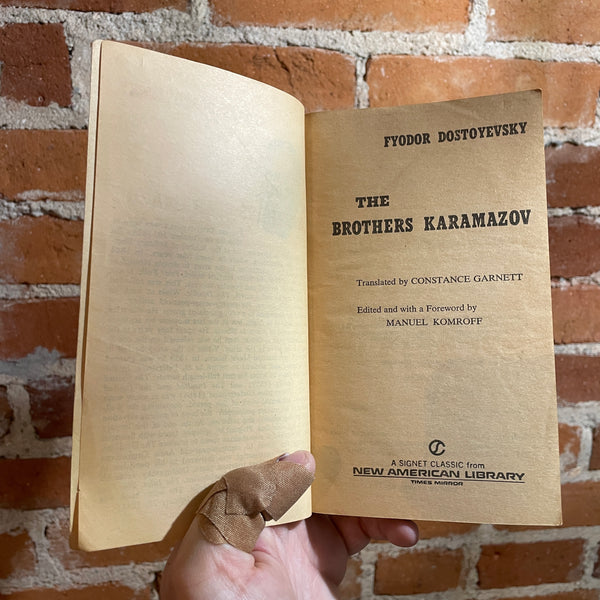 FYODOR DOSTOYEVSKY
THE
BROTHERS KARAMAZOV
Translated by CONSTANCE GARNETT
Edited and with a Foreword by
MANUEL KOMROFF
A SIGNET CLASSIC from
NEW AMERICAN LIBRARY
TIMES MIRROR